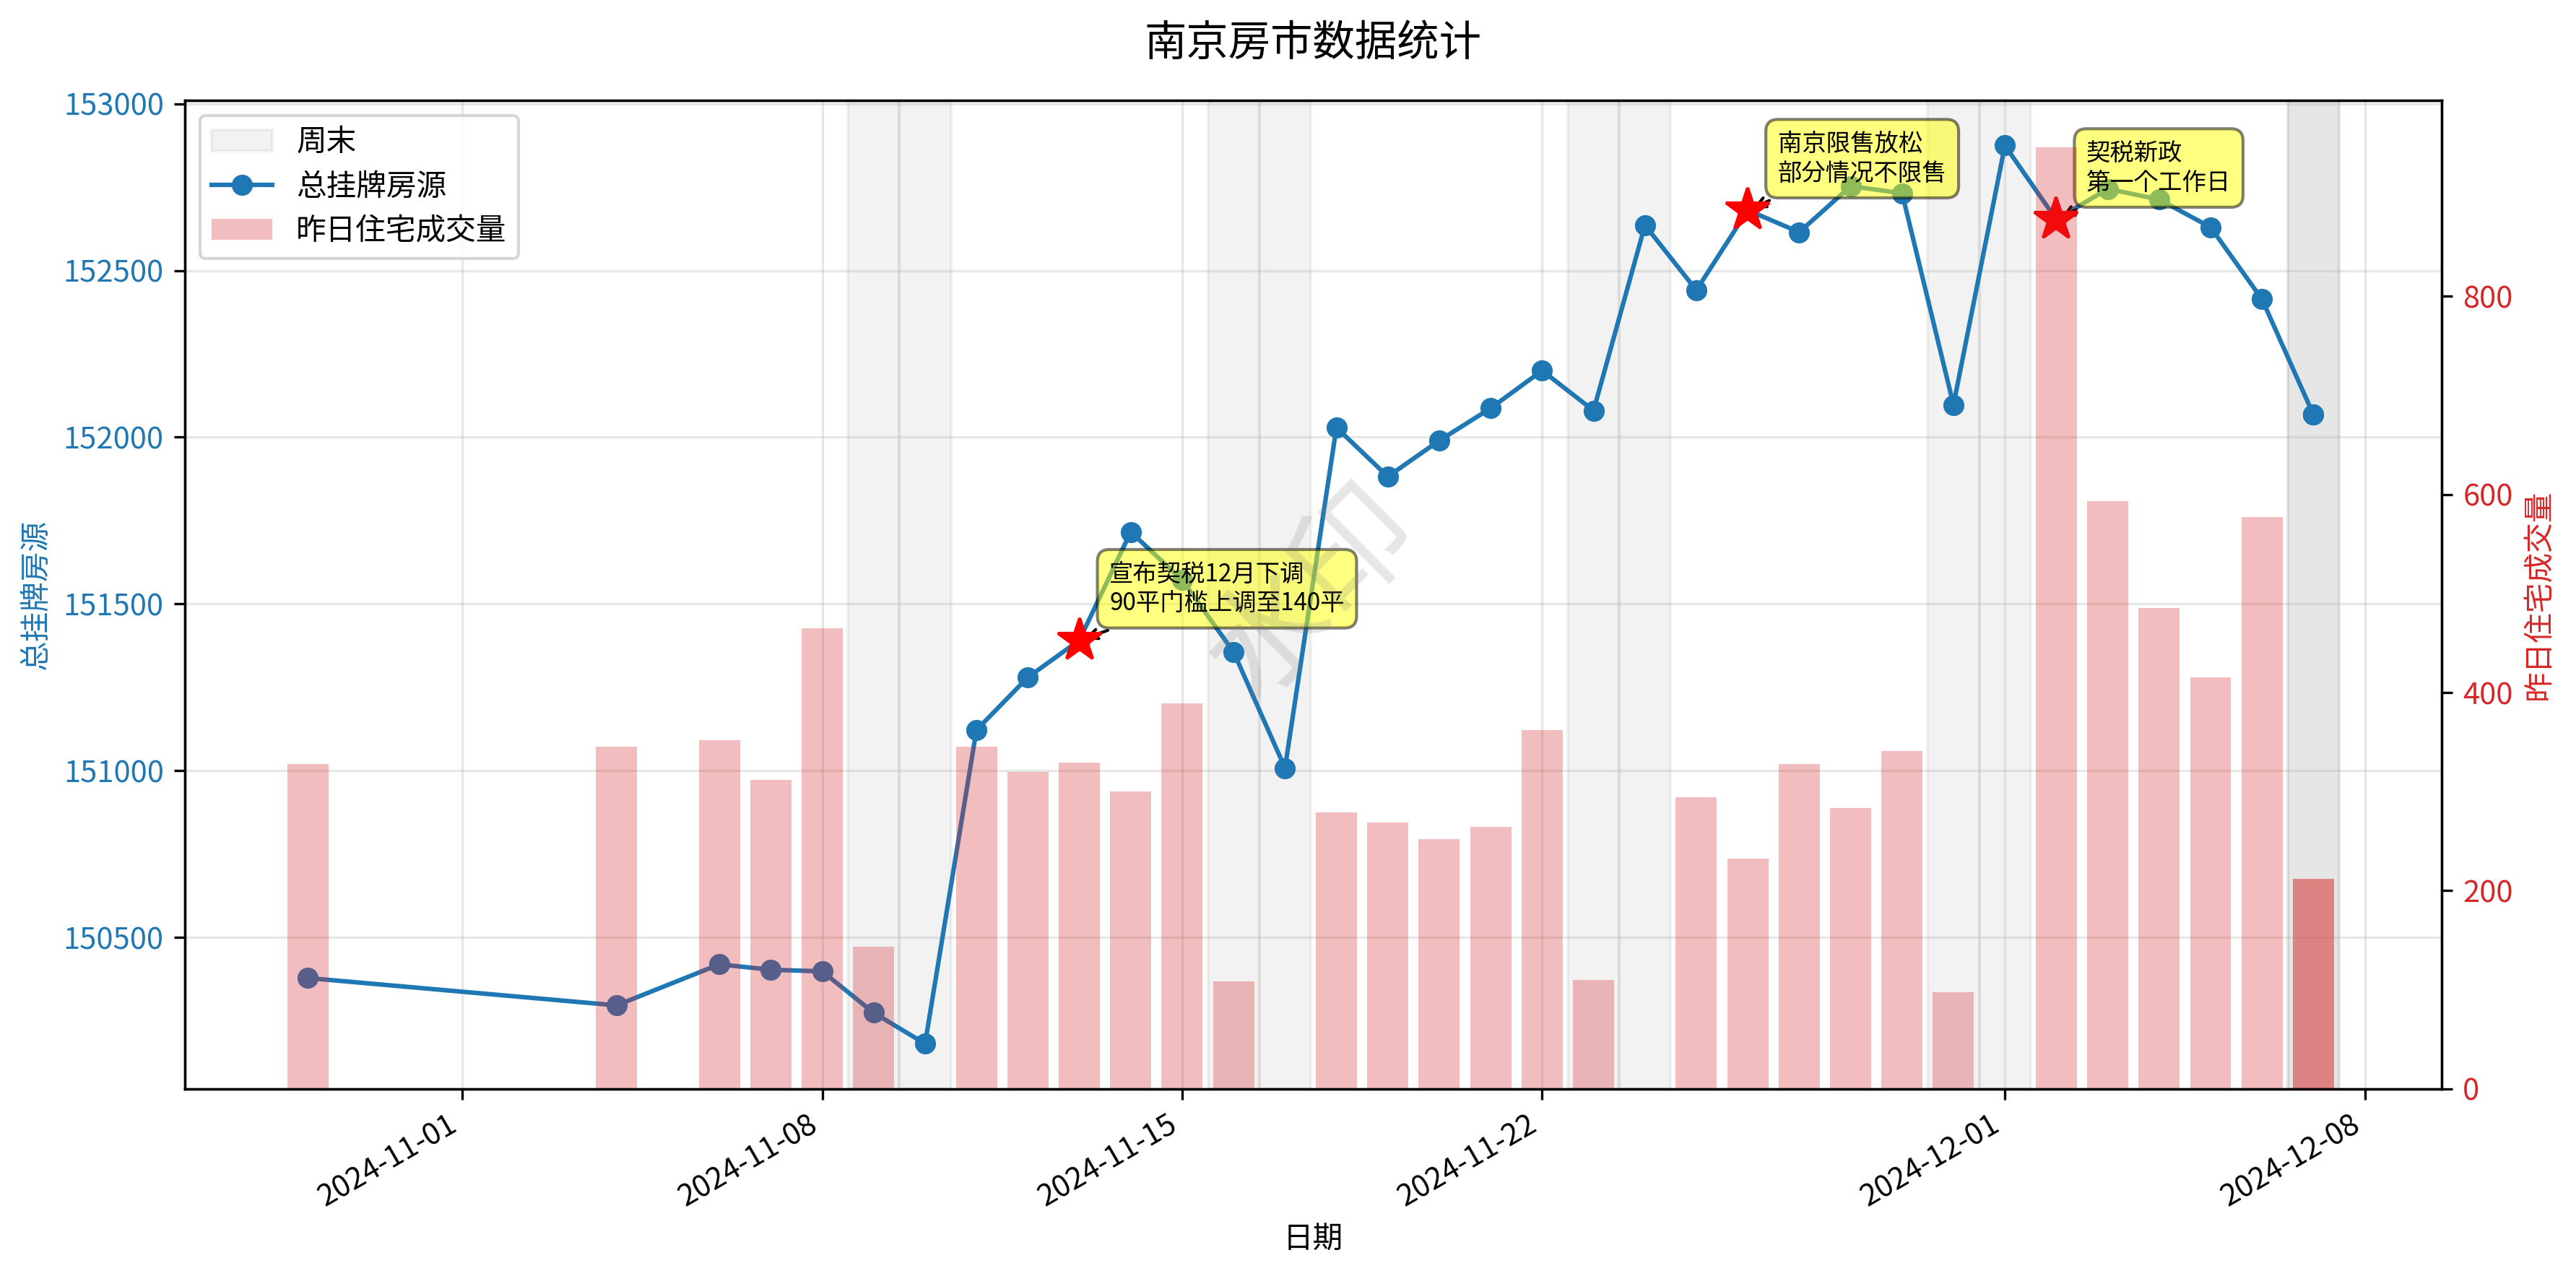 南京房市数据统计
153000
152500
152000
151500
151000
150500
总挂牌房源
周末
总挂牌房源
昨日住宅成交量
宣布契税12月下调
90平门槛上调至140平
南京限售放松
部分情况不限售
契税新政
第一个工作日
水印
800
600
400
200
0
昨日住宅成交量
2024-11-01
2024-11-08
2024-11-15
2024-11-22
2024-12-01
2024-12-08
日期